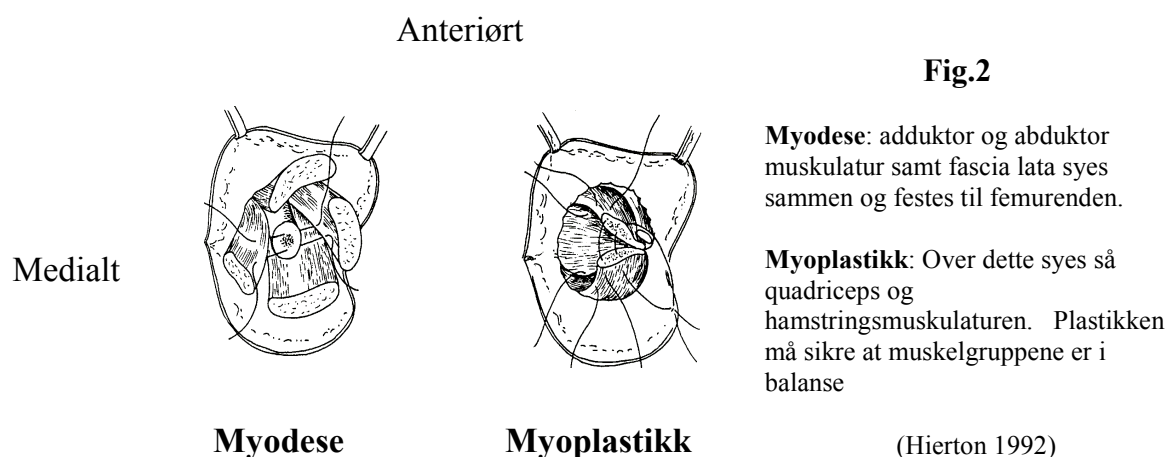 Anteriørt
Fig.2
Myodese: adduktor og abduktor
muskulatur samt fascia lata syes
sammen og festes til femurenden.
Medialt
Myoplastikk: Over dette syes så
quadriceps og
hamstringsmuskulaturen. Plastikken
må sikre at muskelgruppene er i
balanse
Myodese
Myoplastikk
(Hierton 1992)